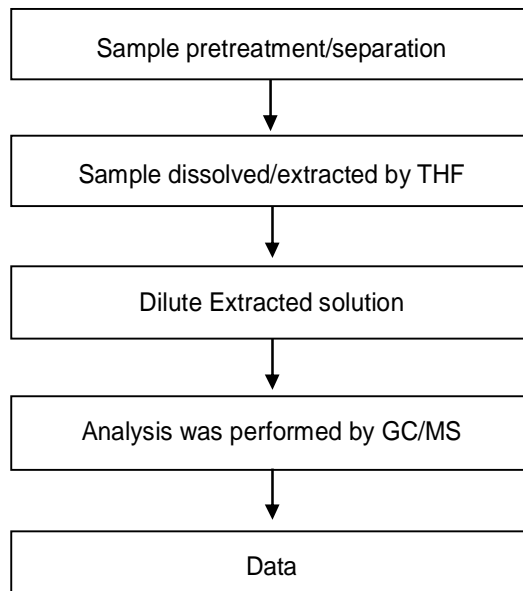 Sample pretreatment/separation
Sample dissolved/extracted by THF
Dilute Extracted solution
Analysis was performed by GC/MS
Data